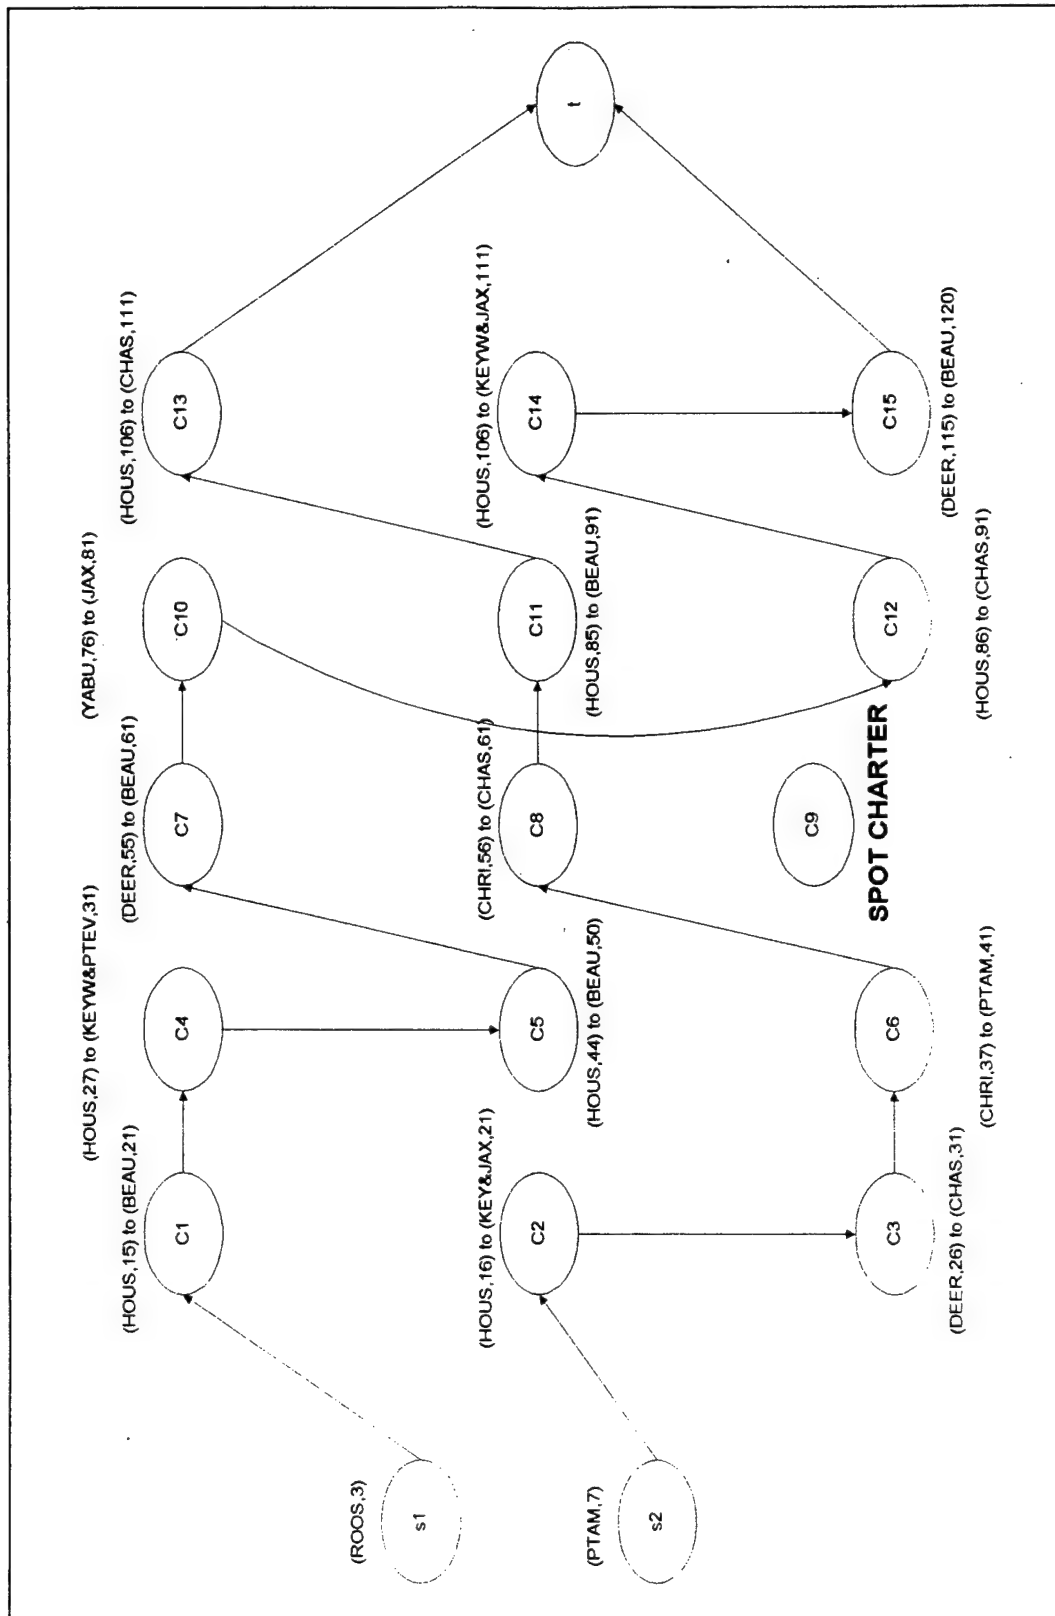 (ROOS,3)
s1
(PTAM,7)
s2
(HOUS,15) to (BEAU,21)
C1
(HOUS,16) to (KEY&JAX,21)
C2
C3
(DEER,26) to (CHAS,31)
(HOUS,27) to (KEYW&PTEV,31)
C4
C5
(HOUS,44) to (BEAU,50)
C6
(CHRI,37) to (PTAM,41)
(DEER,55) to (BEAU,61)
C7
(CHRI,56) to (CHAS,61)
C8
C9
SPOT CHARTER
(YABU,76) to (JAX,81)
C10
C11
(HOUS,85) to (BEAU,91)
C12
(HOUS,86) to (CHAS,91)
(HOUS,106) to (CHAS,111)
C13
(HOUS,106) to (KEYW&JAX,111)
C14
C15
(DEER,115) to (BEAU,120)
t